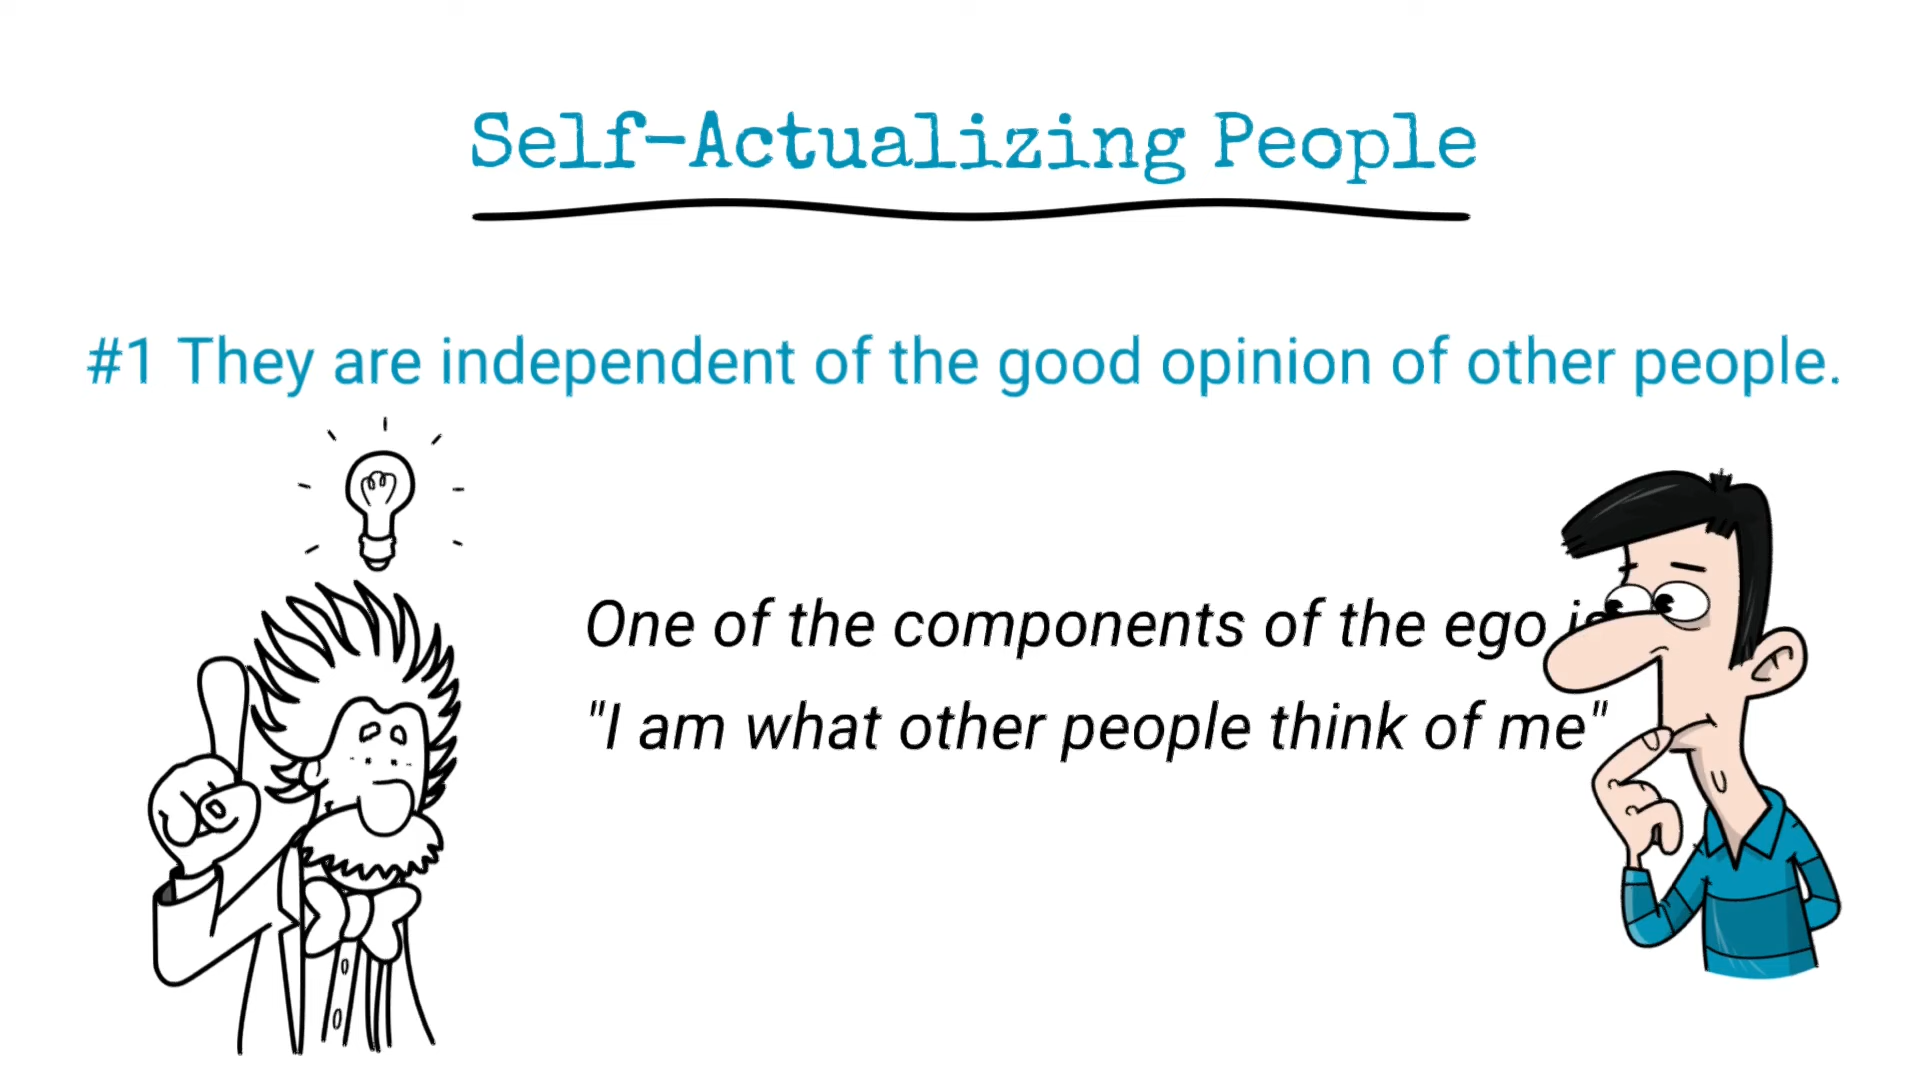 Self-Actualizing People
#1 They are independent of the good opinion of other people.
One of the components of the ego is
"I am what other people think of me"